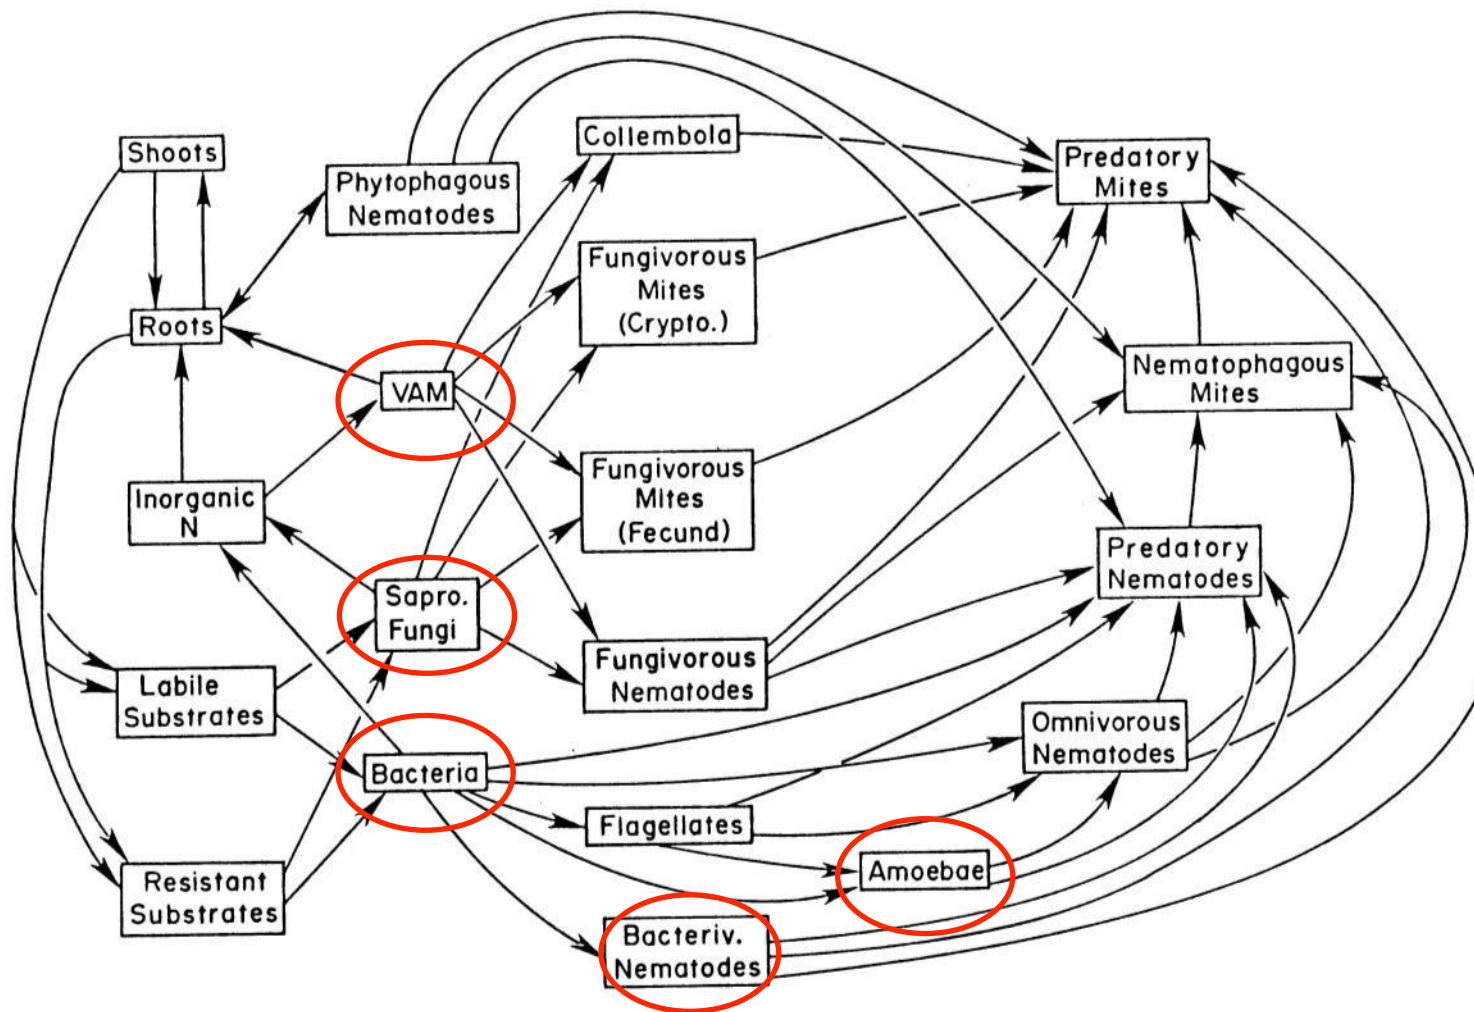 Shoots
Phytophagous
Nematodes
Collembola
Predatory
Mites
Roots
Fungivorous
Mites
(Crypto.)
VAM
Nematophagous
Mites
Inorganic
N
Fungivorous
Mites
(Fecund)
Predatory
Nematodes
Sapro.
Fungi
Labile
Substrates
Fungivorous
Nematodes
Omnivorous
Nematodes
Bacteria
Flagellates
Amoebae
Resistant
Substrates
Bacteriv.
Nematodes